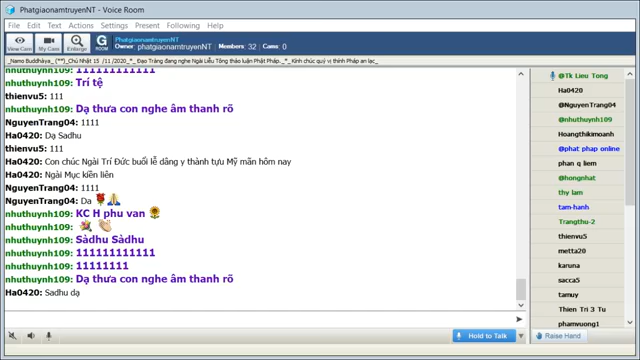 PhatgiaonamtruyenNT - Voice Room
File Edit Text Actions Settings Present Following Help
View Cam
My Cam
Enlarge
G
ROOM
PhatgiaonamtruyenNT
Owner: phatgiaonamtruyenNT Members: 32 Cams: 0
_Namo Buddhàya_ (**)_Chủ Nhật 15 /11 /2020_*_ Đạo Tràng đang nghe Ngài Liễu Tông thảo luận Phật Pháp._*_Kính chúc quý vị thính Pháp an lạc_
nhuthuynh109: 111111111111
nhuthuynh109: Trí tệ
thienvu5: 111
nhuthuynh109: Dạ thưa con nghe âm thanh rõ
NguyenTrang04: 1111
Ha0420: Dạ Sadhu
thienvu5: 111
Ha0420: Con chúc Ngài Trí Đức buổi lễ dâng y thành tựu Mỹ mãn hôm nay
Ha0420: Ngài Mục kiền liên
NguyenTrang04: 1111
NguyenTrang04: Da
nhuthuynh109: KC H phu van
nhuthuynh109:
nhuthuynh109: Sàdhu Sàdhu
nhuthuynh109: 111111111111
nhuthuynh109: 11111111
nhuthuynh109: Dạ thưa con nghe âm thanh rõ
Ha0420: Sadhu dạ
@Tk Lieu Tong
Ha0420
@NguyenTrang04
@nhuthuynh109
Hoangthikimoanh
@phat phap online
phan q liem
@hongnhat
thy lam
tam-hanh
Trangthu-2
thienvu5
metta20
karuna
sacca5
tamuy
Thien Tri 3 Tu
phamvuong1
Hold to Talk
Raise Hand